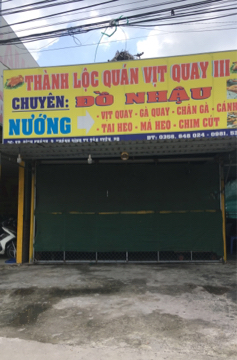 THÀNH LỘC QUÁN VỊT QUAY III
CHUYÊN: ĐỒ NHẬU
NƯỚNG
VỊT QUAY - GÀ QUAY - CHÂN GÀ - CÁNH
TAI HEO - MÁ HEO - CHIM CÚT